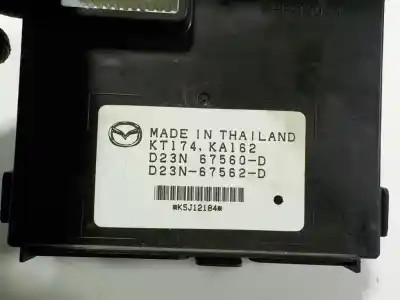 MADE IN THAILAND
KT174, KA162
D23N 67560-D
D23N-67562-D
*K5J12184*